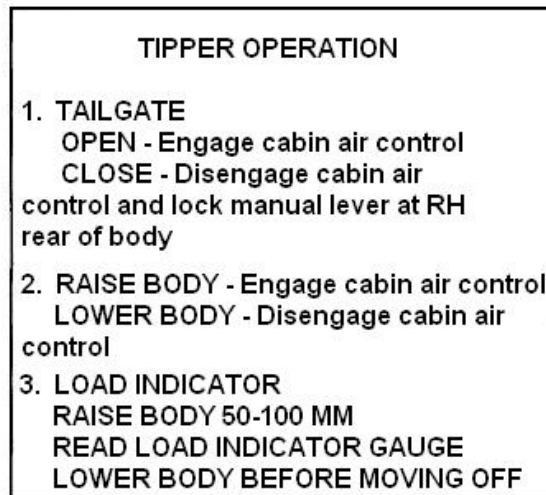 TIPPER OPERATION
1. TAILGATE
OPEN - Engage cabin air control
CLOSE - Disengage cabin air
control and lock manual lever at RH
rear of body
2. RAISE BODY - Engage cabin air control
LOWER BODY - Disengage cabin air
control
3. LOAD INDICATOR
RAISE BODY 50-100 MM
READ LOAD INDICATOR GAUGE
LOWER BODY BEFORE MOVING OFF